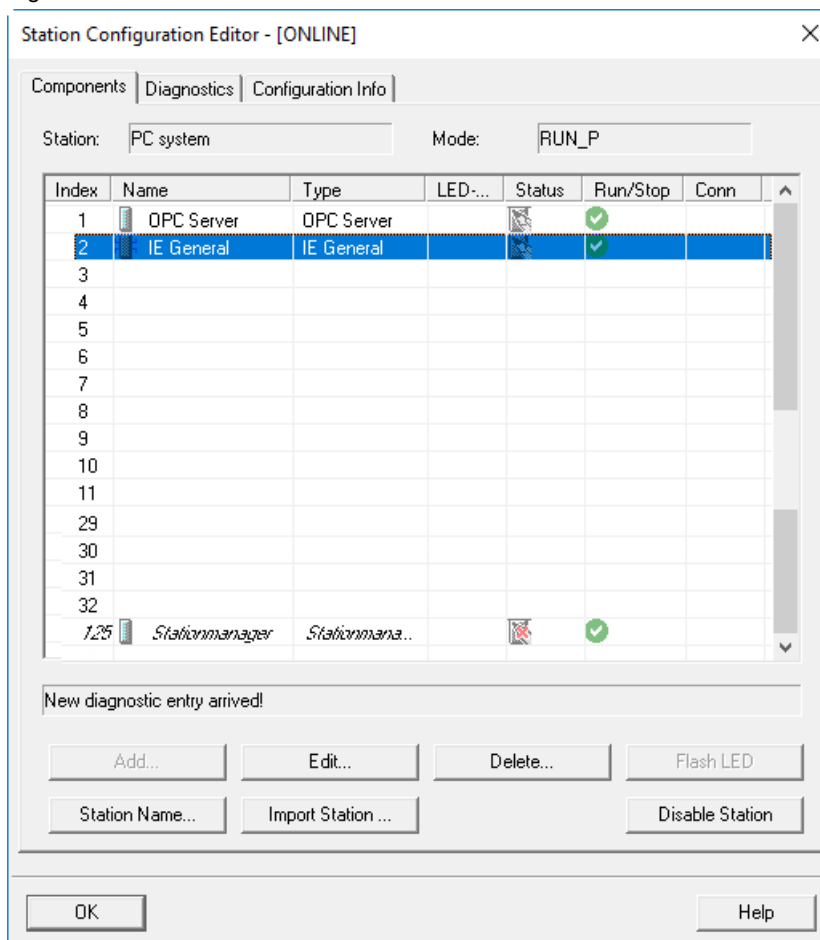 Station Configuration Editor - [ONLINE]
Components Diagnostics Configuration Info
Station: PC system Mode: RUN_P
Index Name Type LED-... Status Run/Stop Conn
1 OPC Server OPC Server
2 IE General IE General
3
4
5
6
7
8
9
10
11
29
30
31
32
125 Stationmanager Stationmana...
New diagnostic entry arrived!
Add... Edit... Delete... Flash LED
Station Name... Import Station ... Disable Station
OK Help